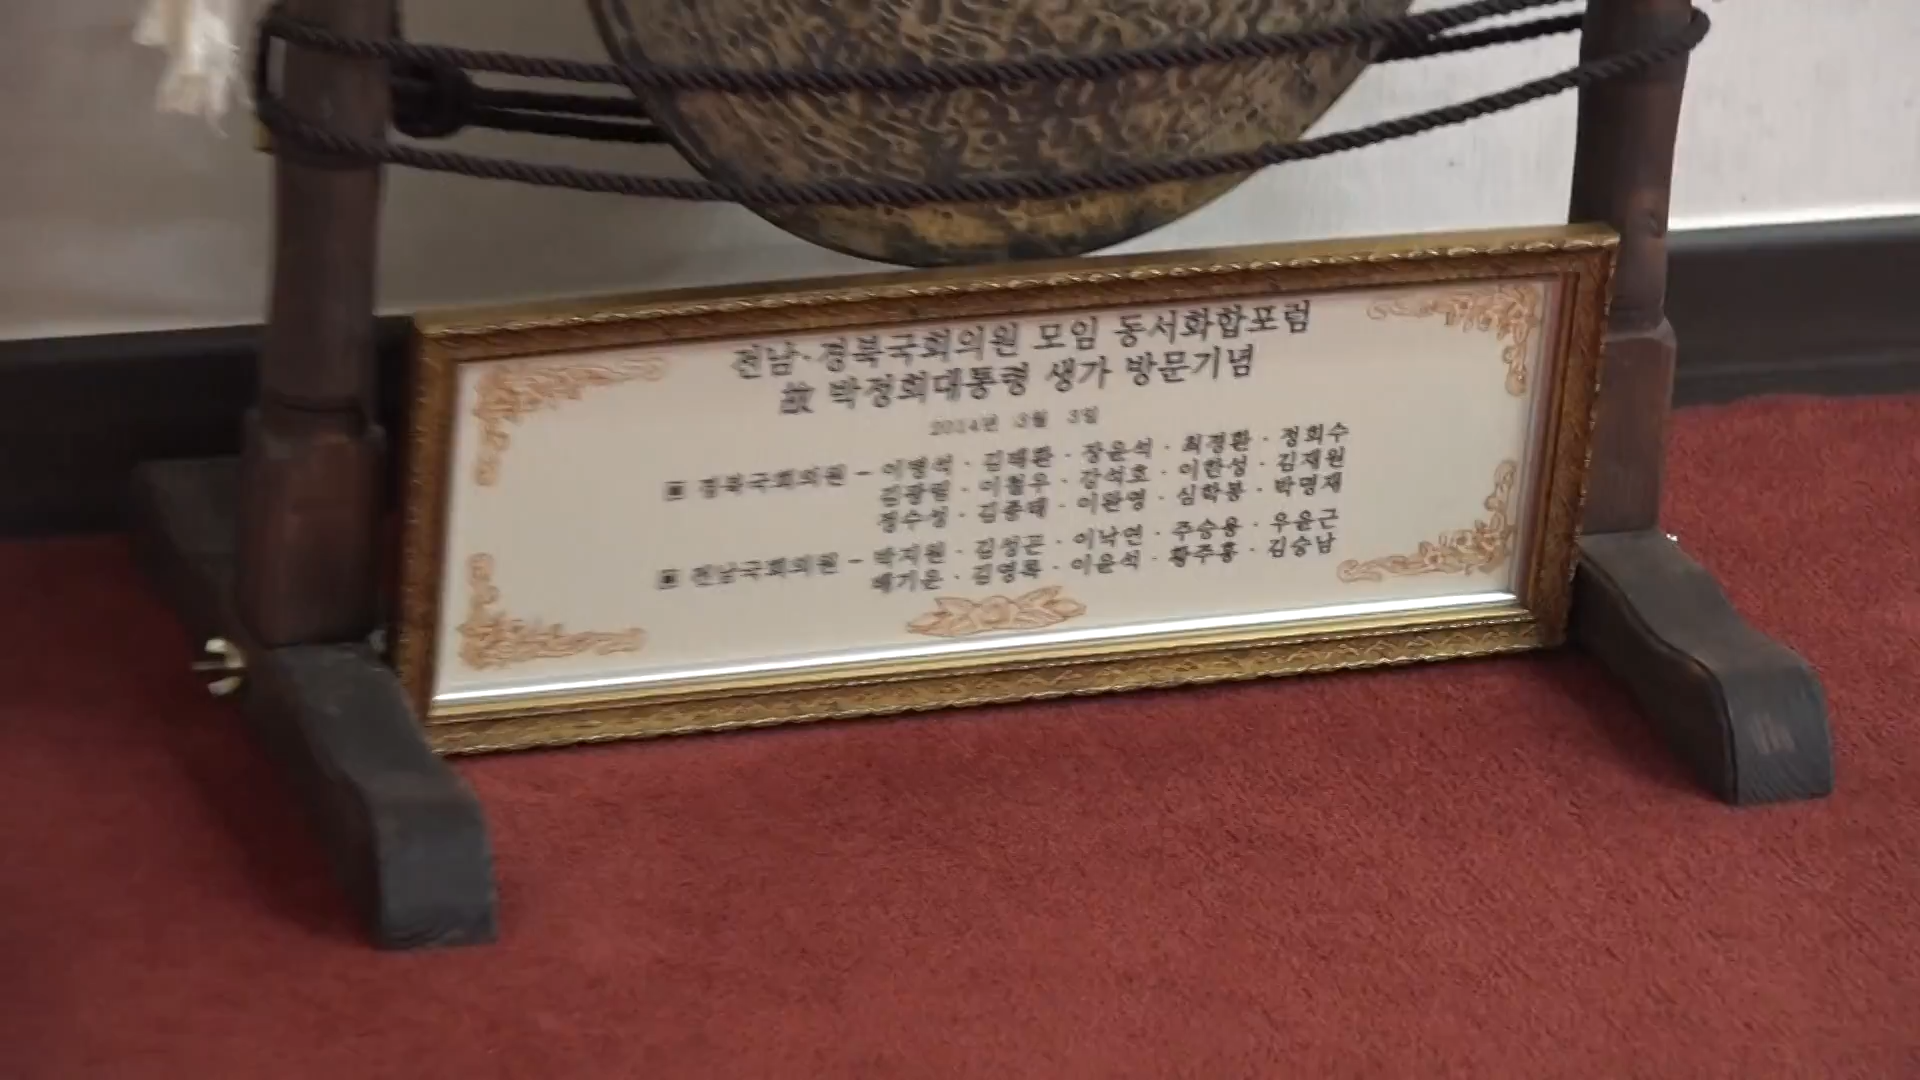 전남·경북국회의원 모임 동서화합포럼
故 박정희대통령 생가 방문기념
2014년 3월 3일
▣ 경북국회의원 - 이병석 · 김태환 · 장윤석 · 최경환 · 정희수
김광림 · 이철우 · 강석호 · 이한성 · 김재원
정수성 · 김종태 · 이완영 · 심학봉 · 박명재
▣ 전남국회의원 - 박지원 · 김성곤 · 이낙연 · 주승용 · 우윤근
배기운 · 김영록 · 이윤석 · 황주홍 · 김승남